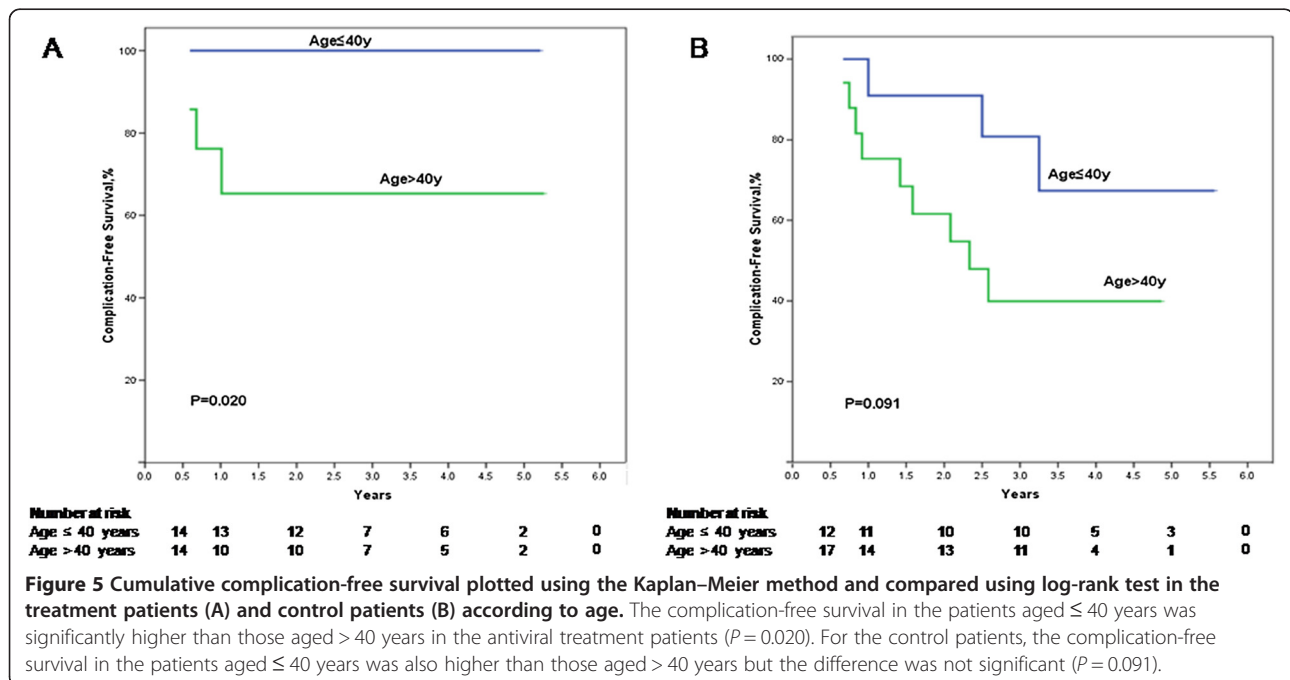 A
Complication-Free Survival,%
100
80
60
40
20
Age≤40y
Age>40y
P=0.020
0.0 0.5 1.0 1.5 2.0 2.5 3.0 3.5 4.0 4.5 5.0 5.5 6.0
Years
Number at risk
Age ≤ 40 years 14 13 12 7 6 2 0
Age >40 years 14 10 10 7 5 2 0
B
Complication-Free Survival,%
100
80
60
40
20
Age≤40y
Age>40y
P=0.091
0.0 0.5 1.0 1.5 2.0 2.5 3.0 3.5 4.0 4.5 5.0 5.5 6.0
Years
Number at risk
Age ≤ 40 years 12 11 10 10 5 3 0
Age >40 years 17 14 13 11 4 1 0
Figure 5 Cumulative complication-free survival plotted using the Kaplan–Meier method and compared using log-rank test in the
treatment patients (A) and control patients (B) according to age. The complication-free survival in the patients aged ≤ 40 years was
significantly higher than those aged > 40 years in the antiviral treatment patients (P = 0.020). For the control patients, the complication-free
survival in the patients aged ≤ 40 years was also higher than those aged > 40 years but the difference was not significant (P = 0.091).